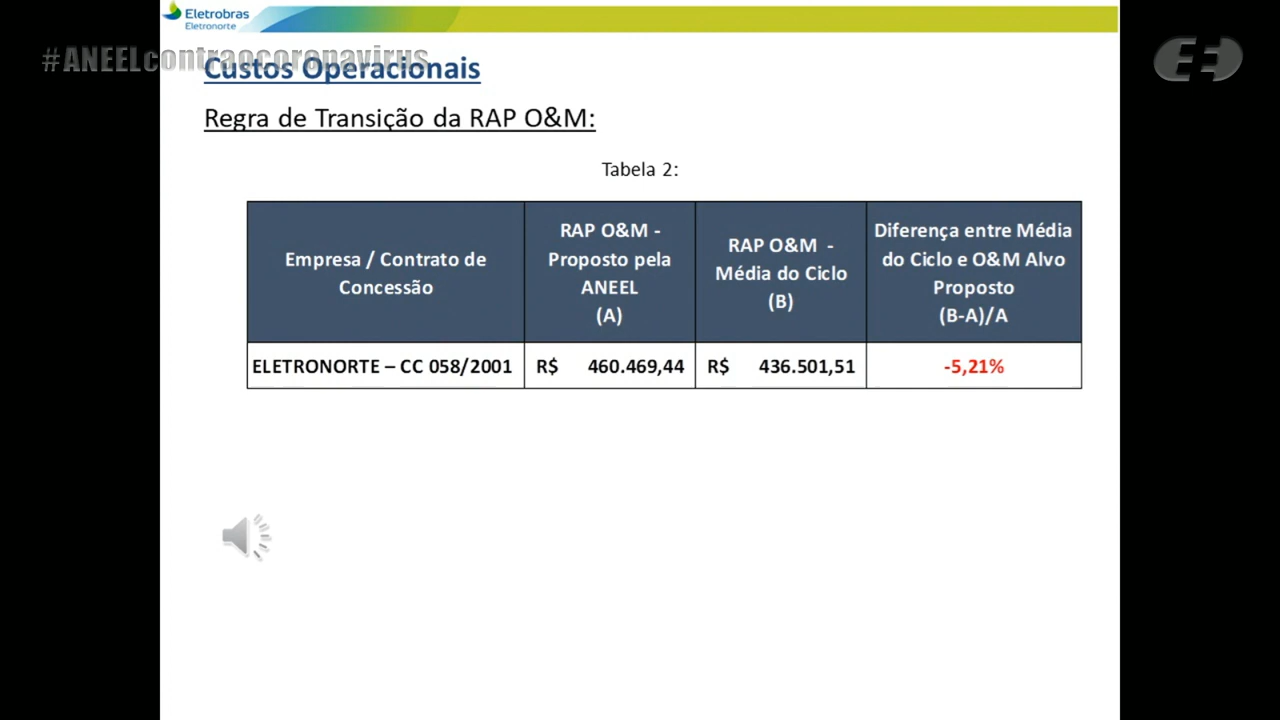 Eletrobras
Eletronorte
#ANEELcontraocoronavirus
Custos Operacionais
Regra de Transição da RAP O&M:
Tabela 2:
Empresa / Contrato de
Concessão
RAP O&M -
Proposto pela
ANEEL
(A)
RAP O&M -
Média do Ciclo
(B)
Diferença entre Média
do Ciclo e O&M Alvo
Proposto
(B-A)/A
ELETRONORTE – CC 058/2001
R$ 460.469,44
R$ 436.501,51
-5,21%